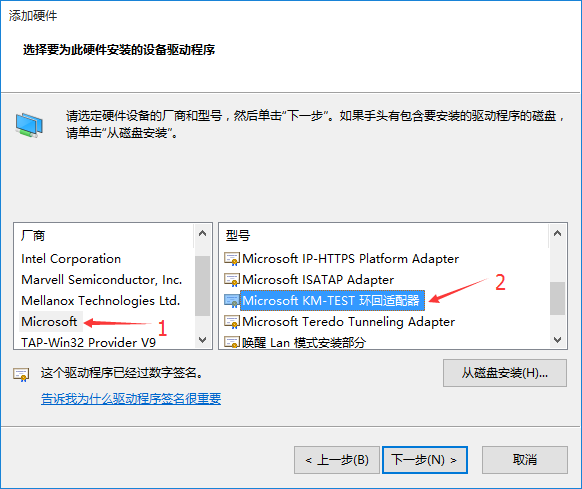 添加硬件
选择要为此硬件安装的设备驱动程序
请选定硬件设备的厂商和型号，然后单击“下一步”。如果手头有包含要安装的驱动程序的磁盘，
请单击“从磁盘安装”。
厂商
Intel Corporation
Marvell Semiconductor, Inc.
Mellanox Technologies Ltd.
Microsoft
1
TAP-Win32 Provider V9
型号
Microsoft IP-HTTPS Platform Adapter
Microsoft ISATAP Adapter
Microsoft KM-TEST 环回适配器
2
Microsoft Teredo Tunneling Adapter
唤醒 Lan 模式安装部分
这个驱动程序已经过数字签名。
告诉我为什么驱动程序签名很重要
从磁盘安装(H)...
< 上一步(B)
下一步(N) >
取消